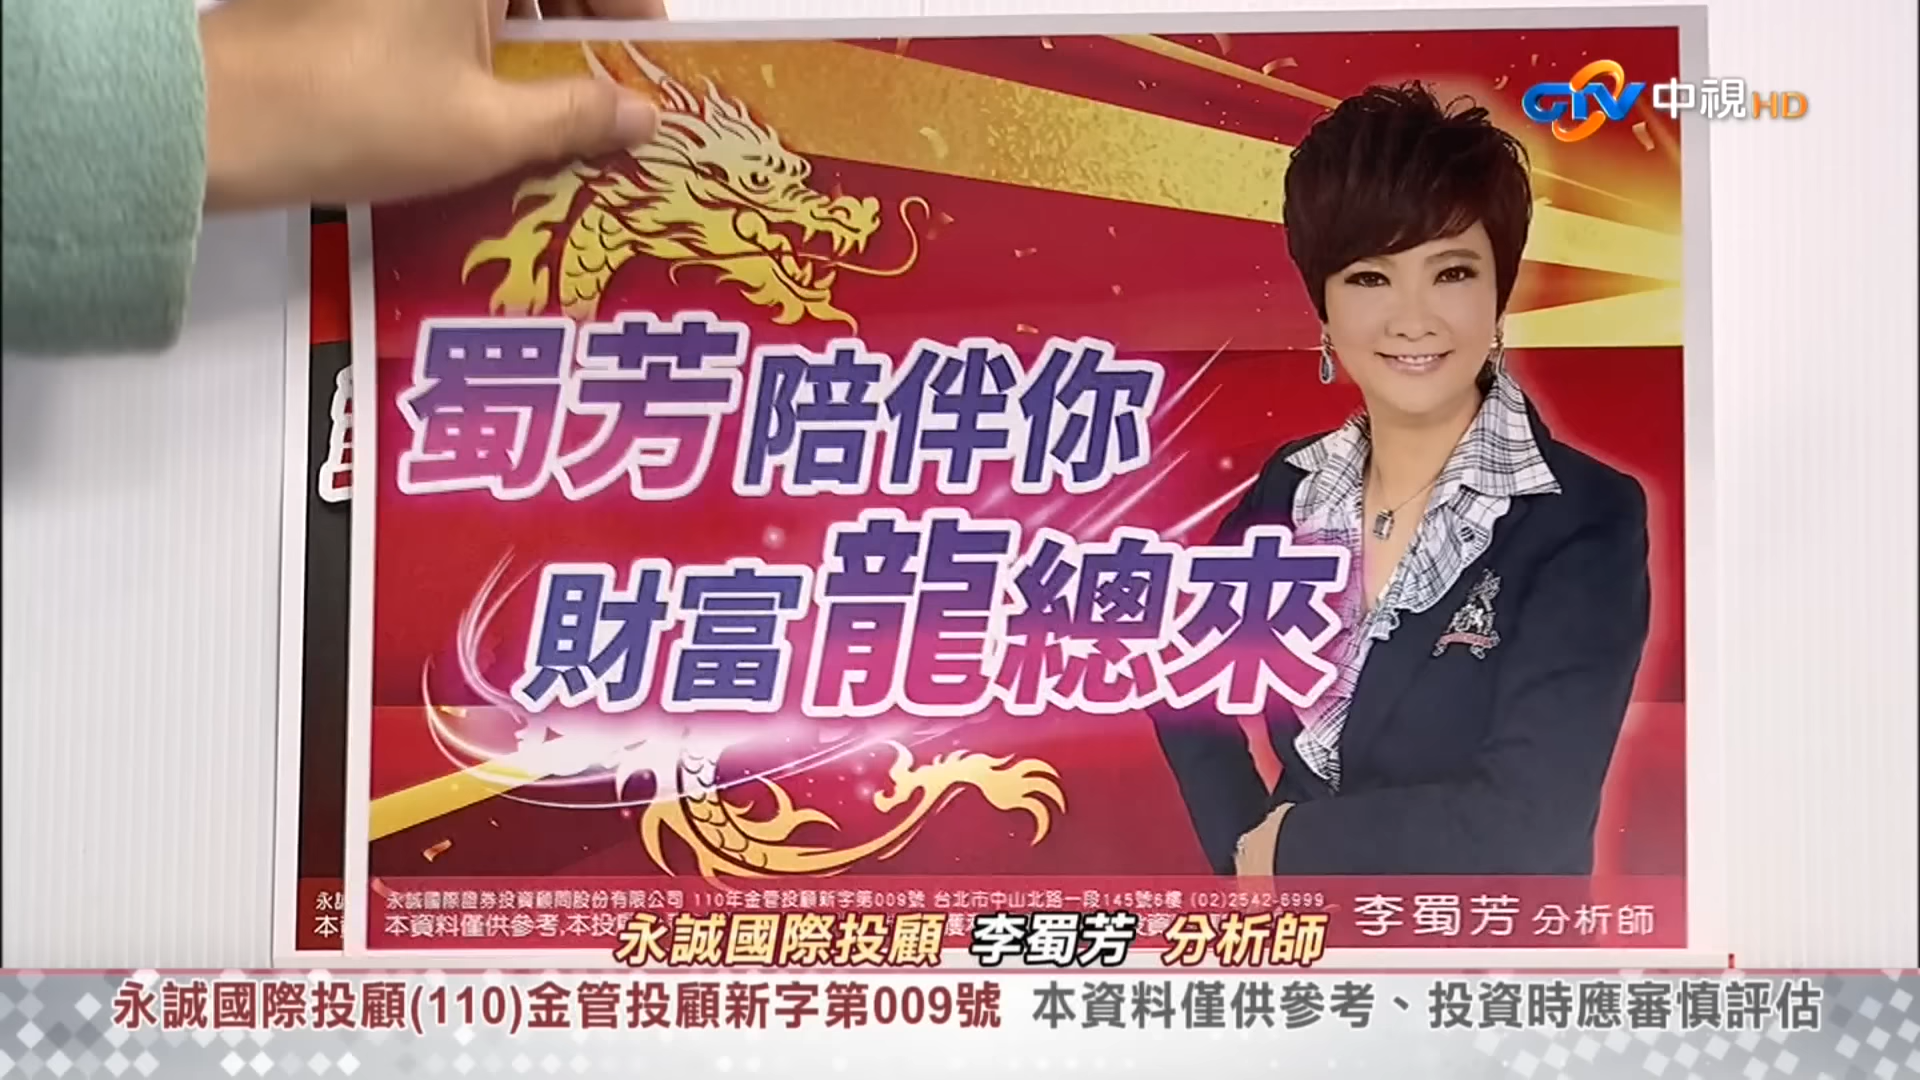 CTV中視HD
蜀芳陪伴你
財富龍總來
永誠國際證券投資顧問股份有限公司 110年金管投顧新字第009號 台北市中山北路一段145號6樓 (02)2542-6999
本資料僅供參考,本投
李蜀芳 分析師
永誠國際投顧 李蜀芳 分析師
永誠國際投顧(110)金管投顧新字第009號 本資料僅供參考、投資時應審慎評估